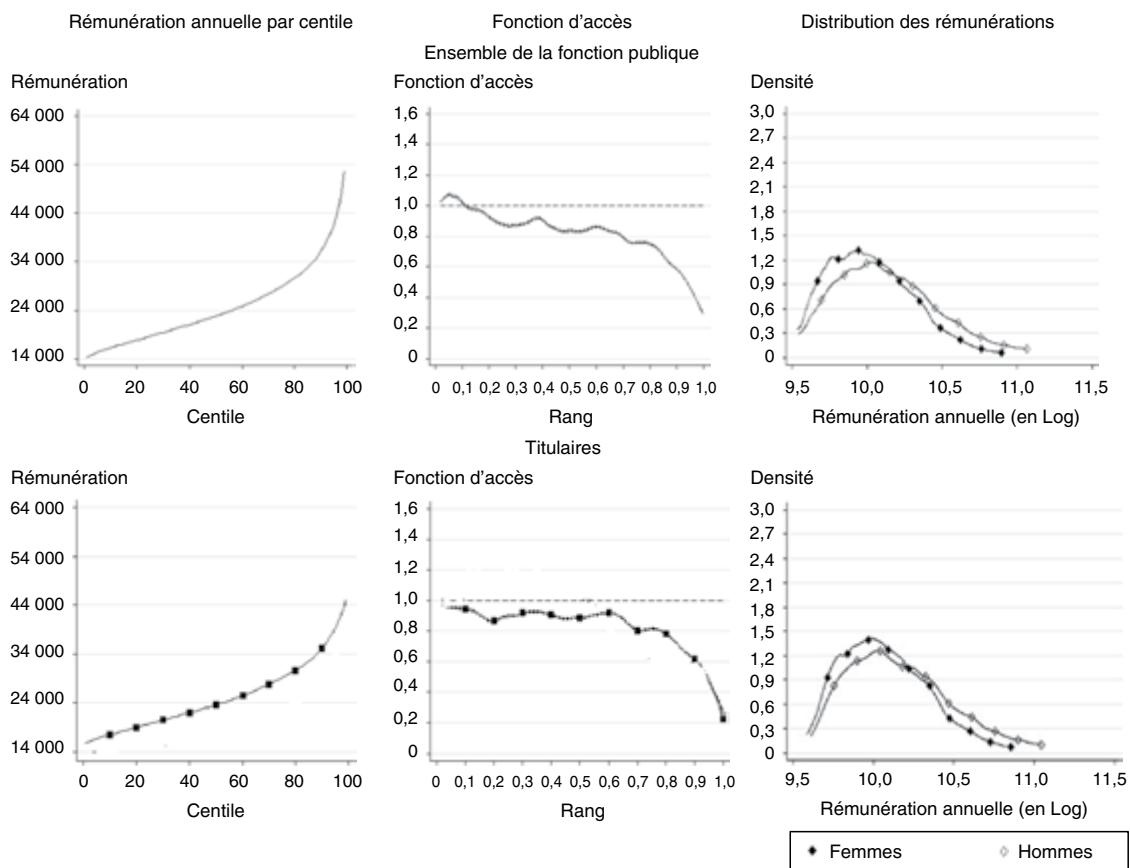 Rémunération annuelle par centile
Fonction d'accès
Distribution des rémunérations
Ensemble de la fonction publique
Rémunération
Fonction d'accès
Densité
64 000
54 000
44 000
34 000
24 000
14 000
0 20 40 60 80 100
Centile
1,6
1,4
1,2
1,0
0,8
0,6
0,4
0,2
0
0 0,1 0,2 0,3 0,4 0,5 0,6 0,7 0,8 0,9 1,0
Rang
3,0
2,7
2,4
2,1
1,8
1,5
1,2
0,9
0,6
0,3
0
9,5 10,0 10,5 11,0 11,5
Rémunération annuelle (en Log)
Titulaires
Rémunération
Fonction d'accès
Densité
64 000
54 000
44 000
34 000
24 000
14 000
0 20 40 60 80 100
Centile
1,6
1,4
1,2
1,0
0,8
0,6
0,4
0,2
0
0 0,1 0,2 0,3 0,4 0,5 0,6 0,7 0,8 0,9 1,0
Rang
3,0
2,7
2,4
2,1
1,8
1,5
1,2
0,9
0,6
0,3
0
9,5 10,0 10,5 11,0 11,5
Rémunération annuelle (en Log)
Femmes Hommes